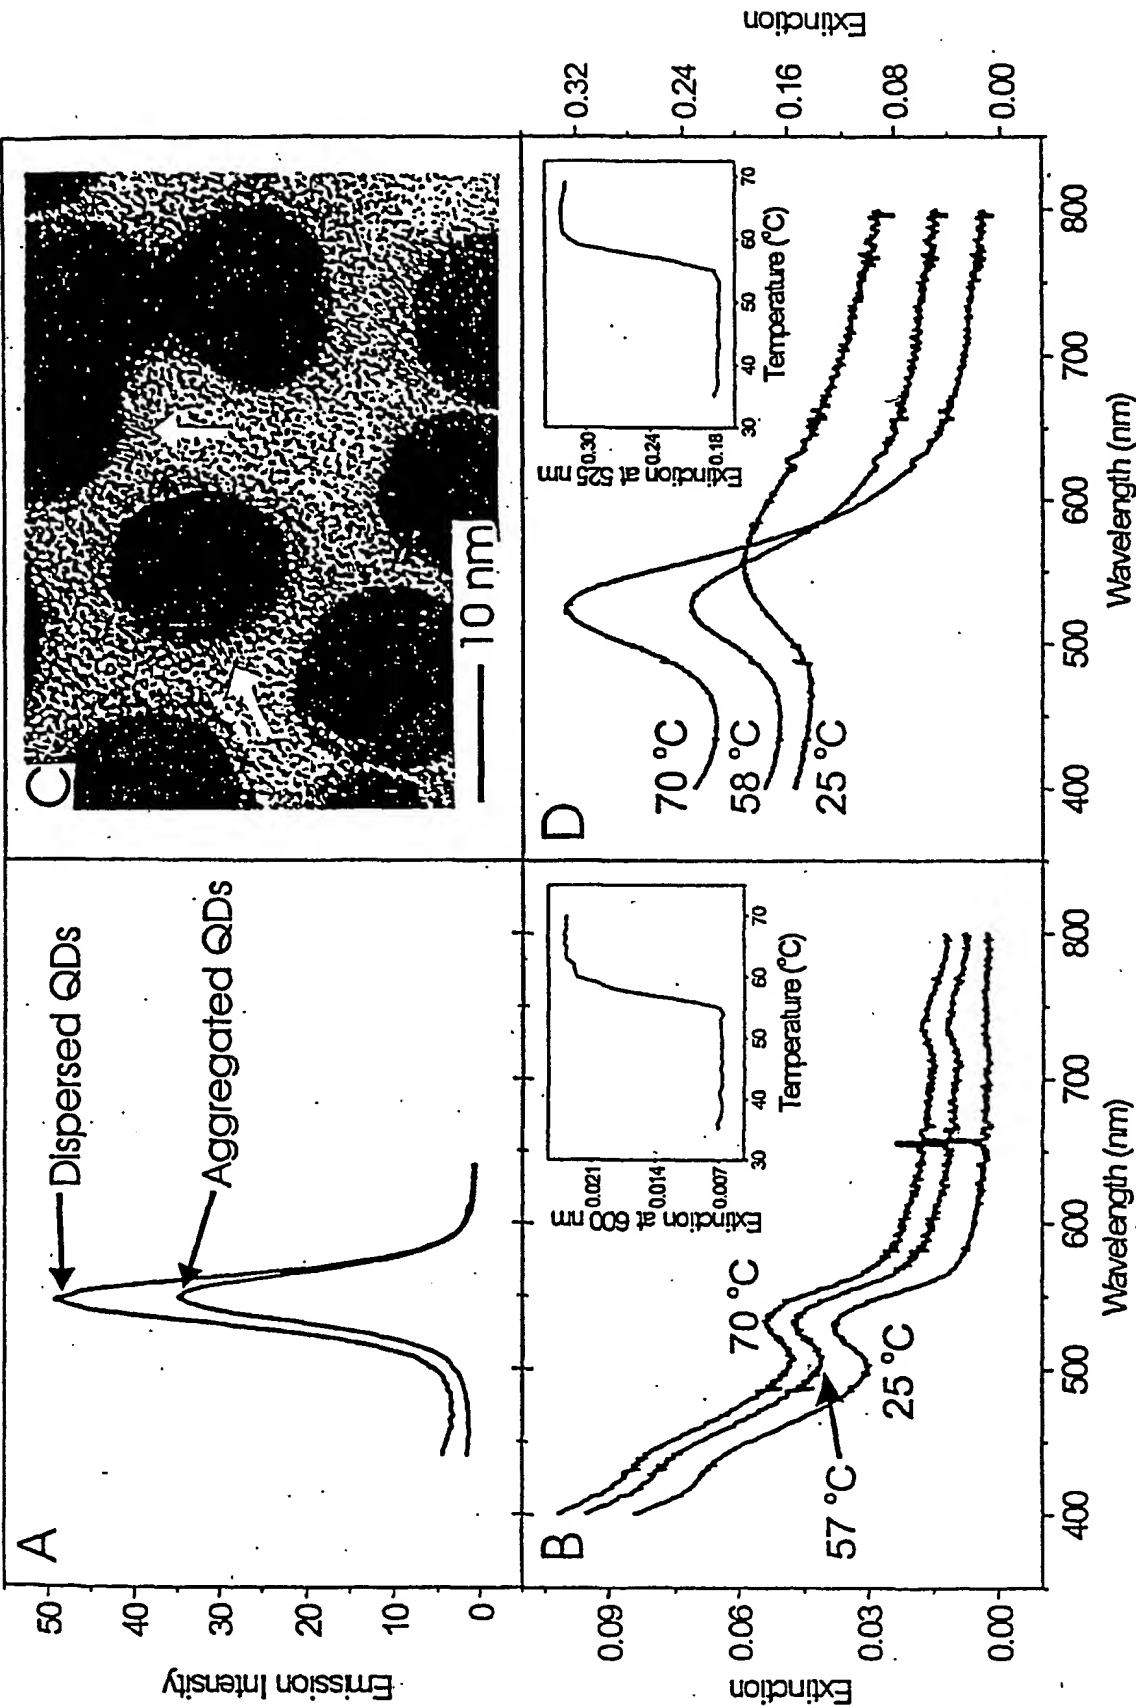 A
Dispersed QDs
Aggregated QDs
50
40
30
20
10
0
Emission Intensity
C
10 nm
B
70 °C
57 °C
25 °C
0.09
0.06
0.03
0.00
Extinction
400
500
600
700
800
Wavelength (nm)
0.021
0.014
0.007
Extinction at 600 nm
30
40
50
60
70
Temperature (°C)
D
70 °C
58 °C
25 °C
0.32
0.24
0.16
0.08
0.00
Extinction
400
500
600
700
800
Wavelength (nm)
0.30
0.24
0.18
Extinction at 525 nm
30
40
50
60
70
Temperature (°C)